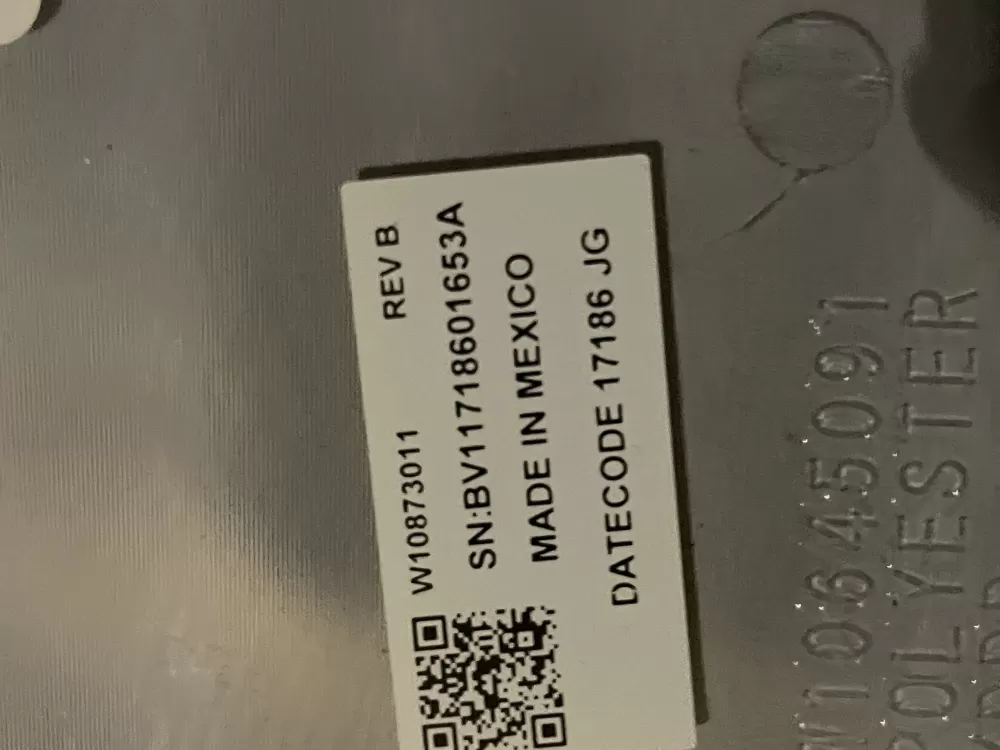 W10873011 REV B
SN:BV11718601653A
MADE IN MEXICO
DATECODE 17186 JG
W10645091
POLYESTER